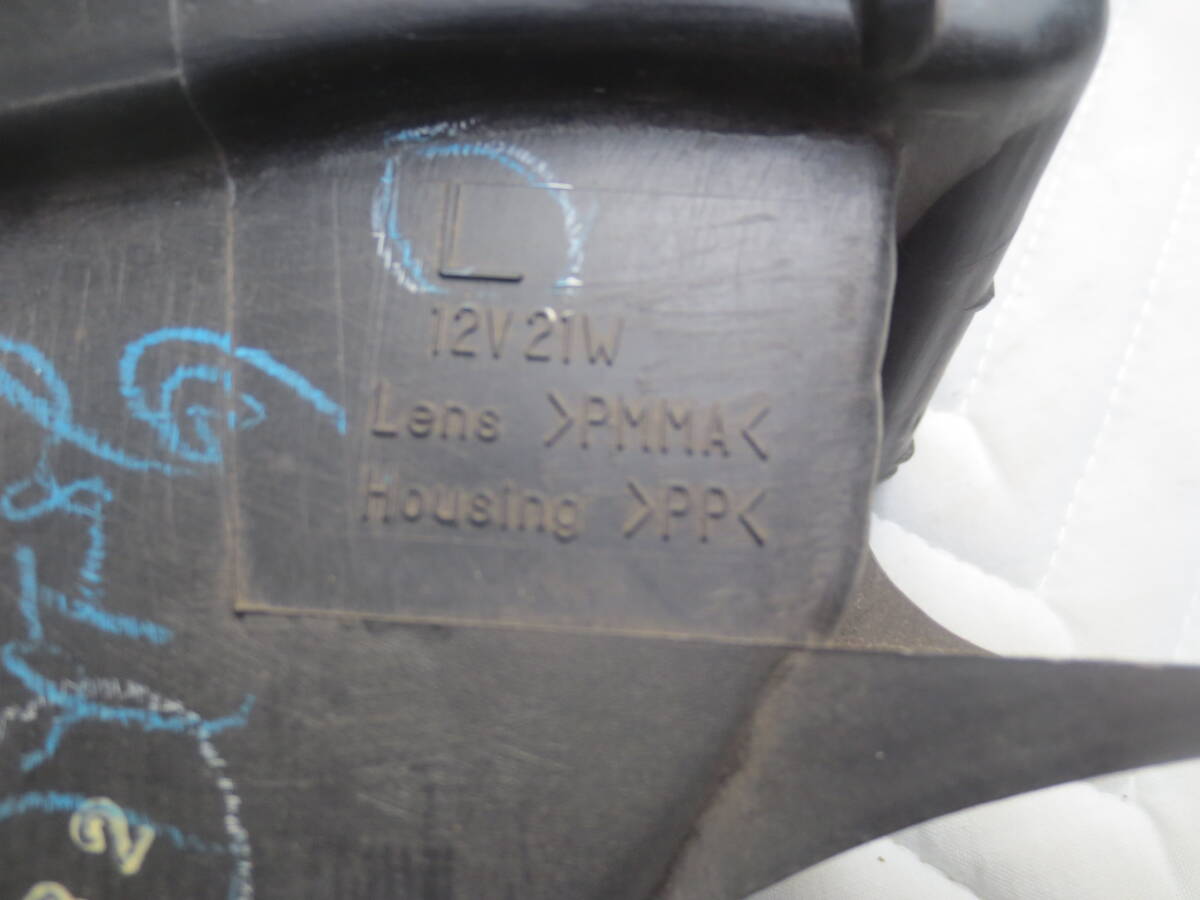 L
12V 21W
Lens >PMMA<
Housing >PP<